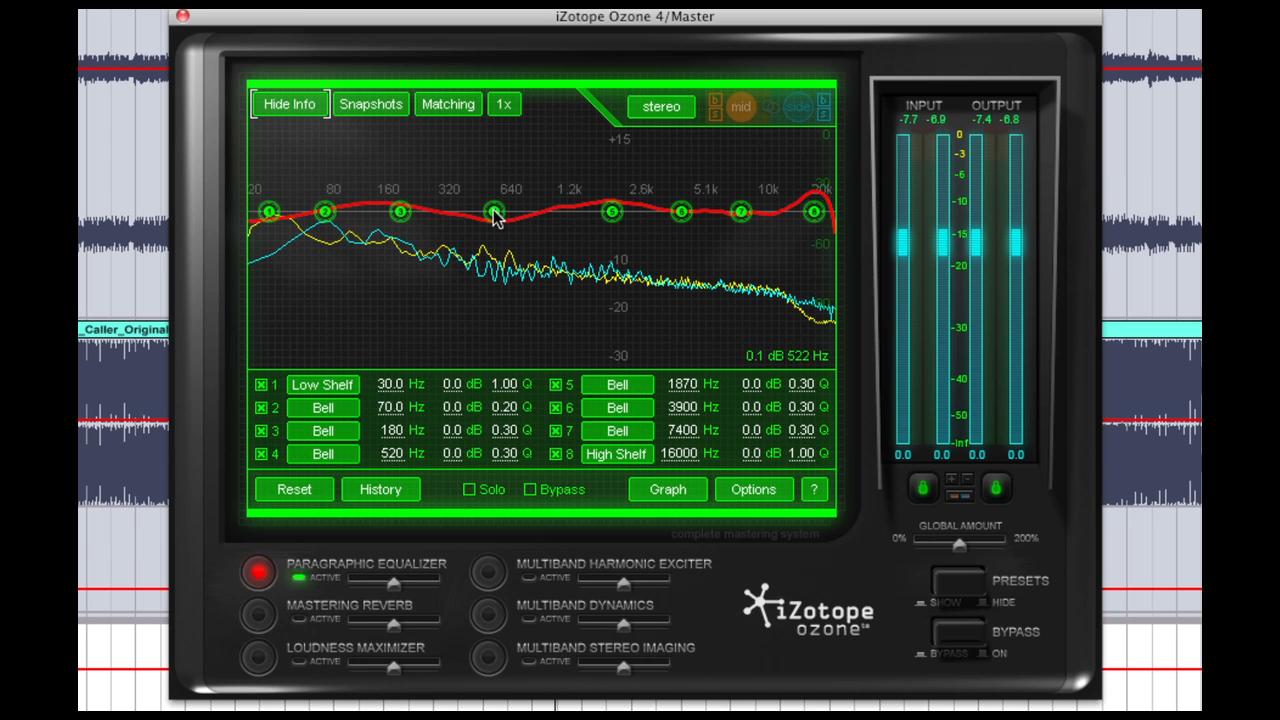 iZotope Ozone 4/Master
Hide Info Snapshots Matching 1x stereo b s mid side b s
+15 0
20 80 160 320 640 1.2k 2.6k 5.1k 10k 20k
1 2 3 5 6 7 8
-60
-10
-20
-30
0.1 dB 522 Hz
1 Low Shelf 30.0 Hz 0.0 dB 1.00 Q 5 Bell 1870 Hz 0.0 dB 0.30 Q
2 Bell 70.0 Hz 0.0 dB 0.20 Q 6 Bell 3900 Hz 0.0 dB 0.30 Q
3 Bell 180 Hz 0.0 dB 0.30 Q 7 Bell 7400 Hz 0.0 dB 0.30 Q
4 Bell 520 Hz 0.0 dB 0.30 Q 8 High Shelf 16000 Hz 0.0 dB 1.00 Q
Reset History Solo Bypass Graph Options ?
complete mastering system
INPUT OUTPUT
-7.7 -6.9 -7.4 -6.8
0
-3
-6
-10
-15
-20
-30
-40
-50
-Inf
0.0 0.0 0.0 0.0
GLOBAL AMOUNT
0% 200%
PRESETS
SHOW HIDE
BYPASS
BYPASS ON
_Caller_Original
PARAGRAPHIC EQUALIZER MULTIBAND HARMONIC EXCITER
ACTIVE ACTIVE
MASTERING REVERB MULTIBAND DYNAMICS
ACTIVE ACTIVE
LOUDNESS MAXIMIZER MULTIBAND STEREO IMAGING
ACTIVE ACTIVE
iZotope
ozone™